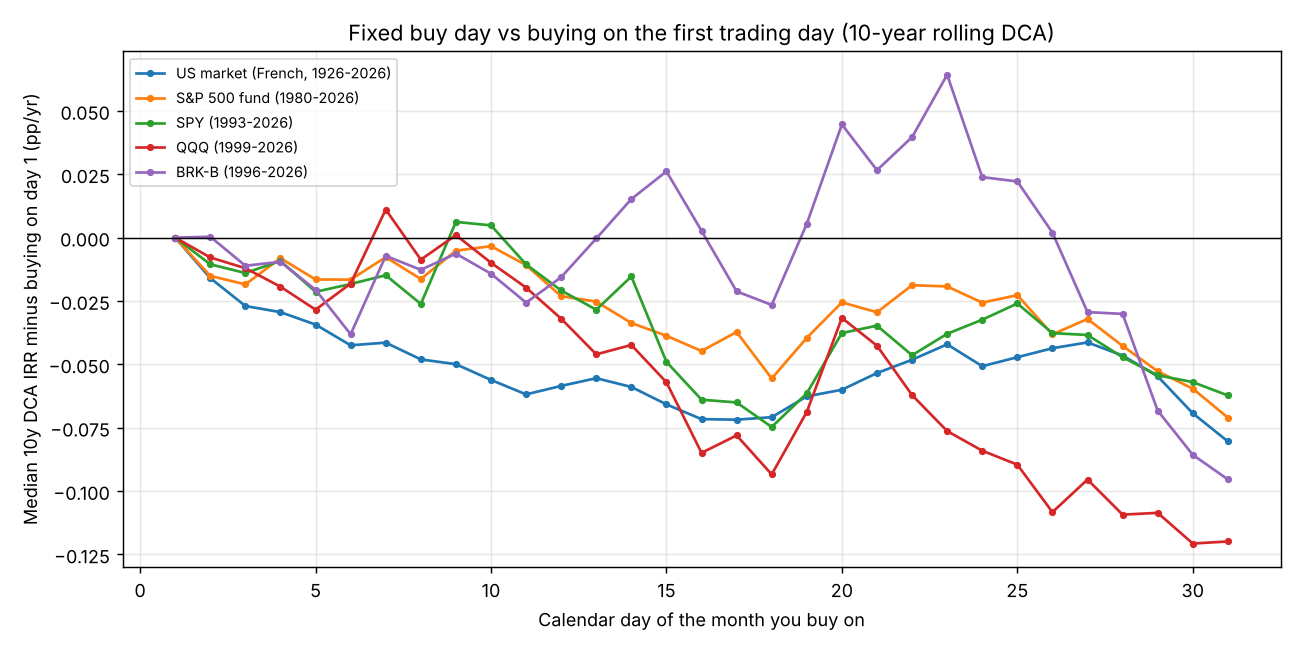 Fixed buy day vs buying on the first trading day (10-year rolling DCA)
US market (French, 1926-2026)
S&P 500 fund (1980-2026)
SPY (1993-2026)
QQQ (1999-2026)
BRK-B (1996-2026)
Median 10y DCA IRR minus buying on day 1 (pp/yr)
0.050
0.025
0.000
−0.025
−0.050
−0.075
−0.100
−0.125
0 5 10 15 20 25 30
Calendar day of the month you buy on